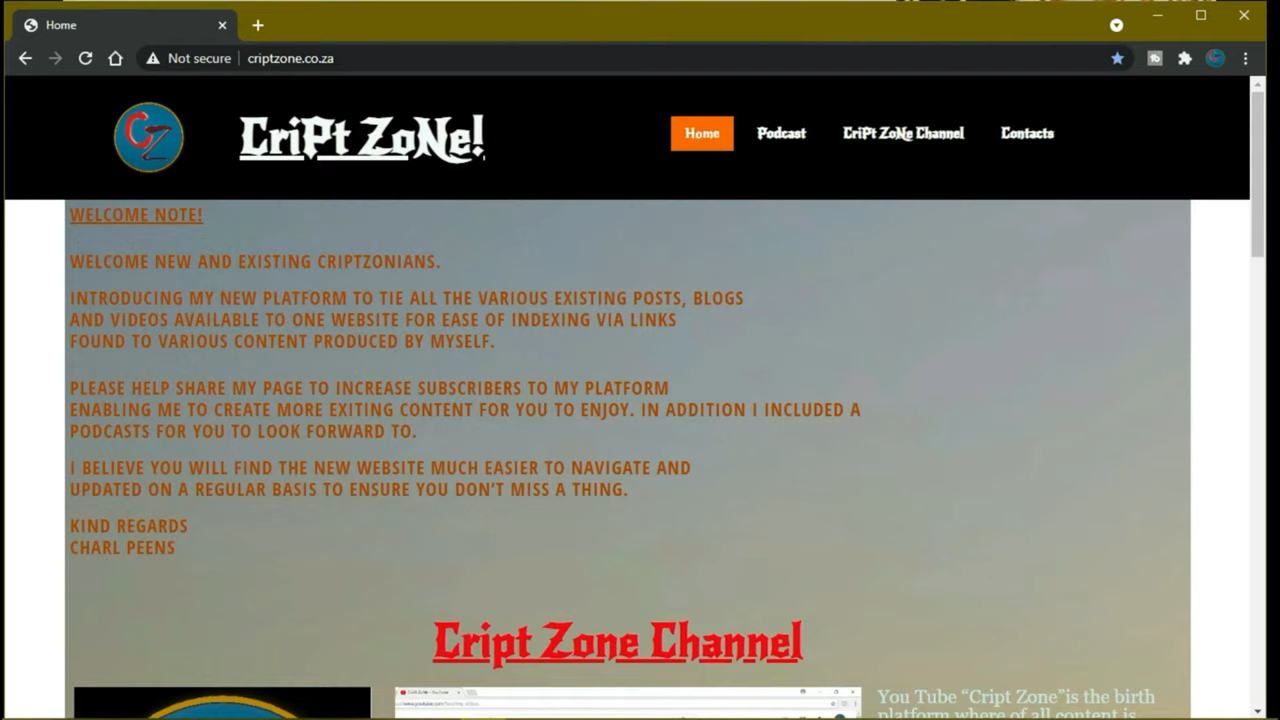 Home
Not secure
criptzone.co.za
CriPt ZoNe!
Home
Podcast
CriPt ZoNe Channel
Contacts
WELCOME NOTE!
WELCOME NEW AND EXISTING CRIPTZONIANS.
INTRODUCING MY NEW PLATFORM TO TIE ALL THE VARIOUS EXISTING POSTS, BLOGS
AND VIDEOS AVAILABLE TO ONE WEBSITE FOR EASE OF INDEXING VIA LINKS
FOUND TO VARIOUS CONTENT PRODUCED BY MYSELF.
PLEASE HELP SHARE MY PAGE TO INCREASE SUBSCRIBERS TO MY PLATFORM
ENABLING ME TO CREATE MORE EXITING CONTENT FOR YOU TO ENJOY. IN ADDITION I INCLUDED A
PODCASTS FOR YOU TO LOOK FORWARD TO.
I BELIEVE YOU WILL FIND THE NEW WEBSITE MUCH EASIER TO NAVIGATE AND
UPDATED ON A REGULAR BASIS TO ENSURE YOU DON’T MISS A THING.
KIND REGARDS
CHARL PEENS
Cript Zone Channel
You Tube “Cript Zone”is the birth
platform where of all content is